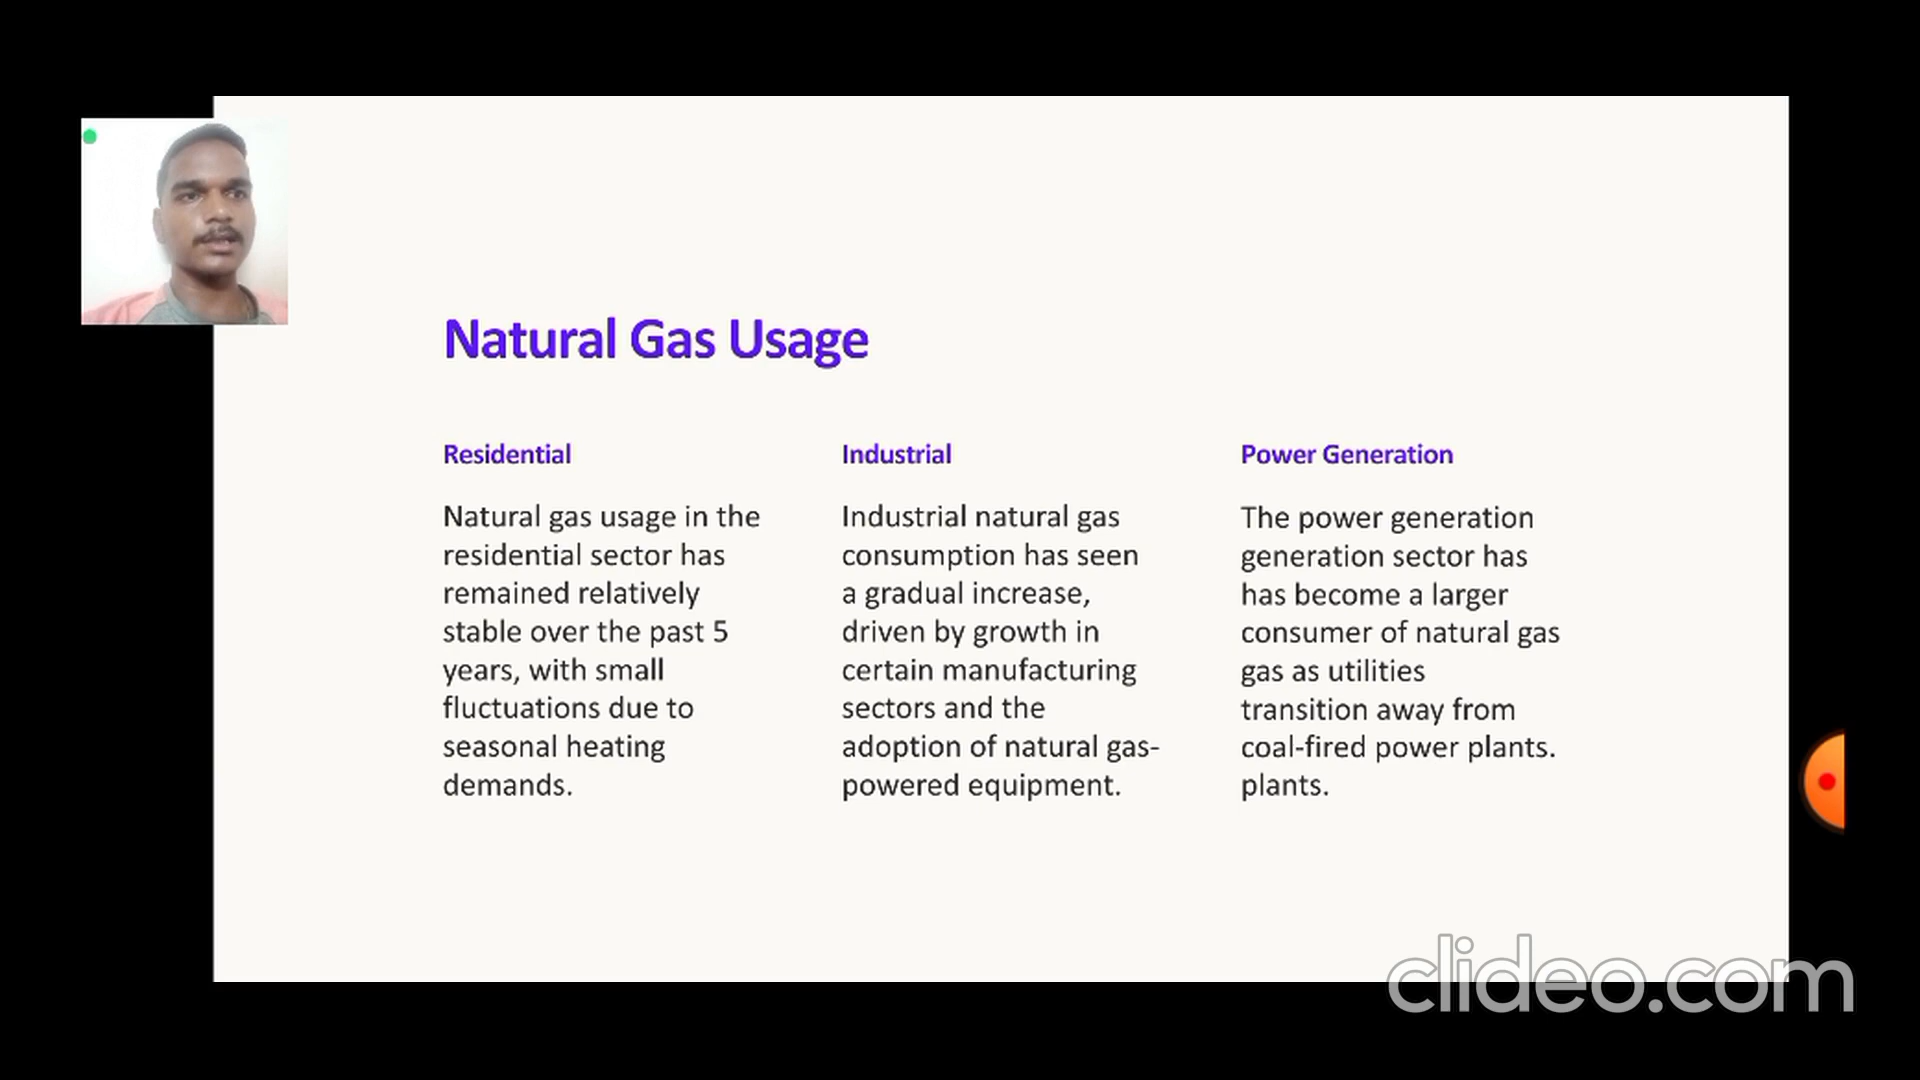 Natural Gas Usage
Residential
Natural gas usage in the
residential sector has
remained relatively
stable over the past 5
years, with small
fluctuations due to
seasonal heating
demands.
Industrial
Industrial natural gas
consumption has seen
a gradual increase,
driven by growth in
certain manufacturing
sectors and the
adoption of natural gas-
powered equipment.
Power Generation
The power generation
generation sector has
has become a larger
consumer of natural gas
gas as utilities
transition away from
coal-fired power plants.
plants.
clideo.com